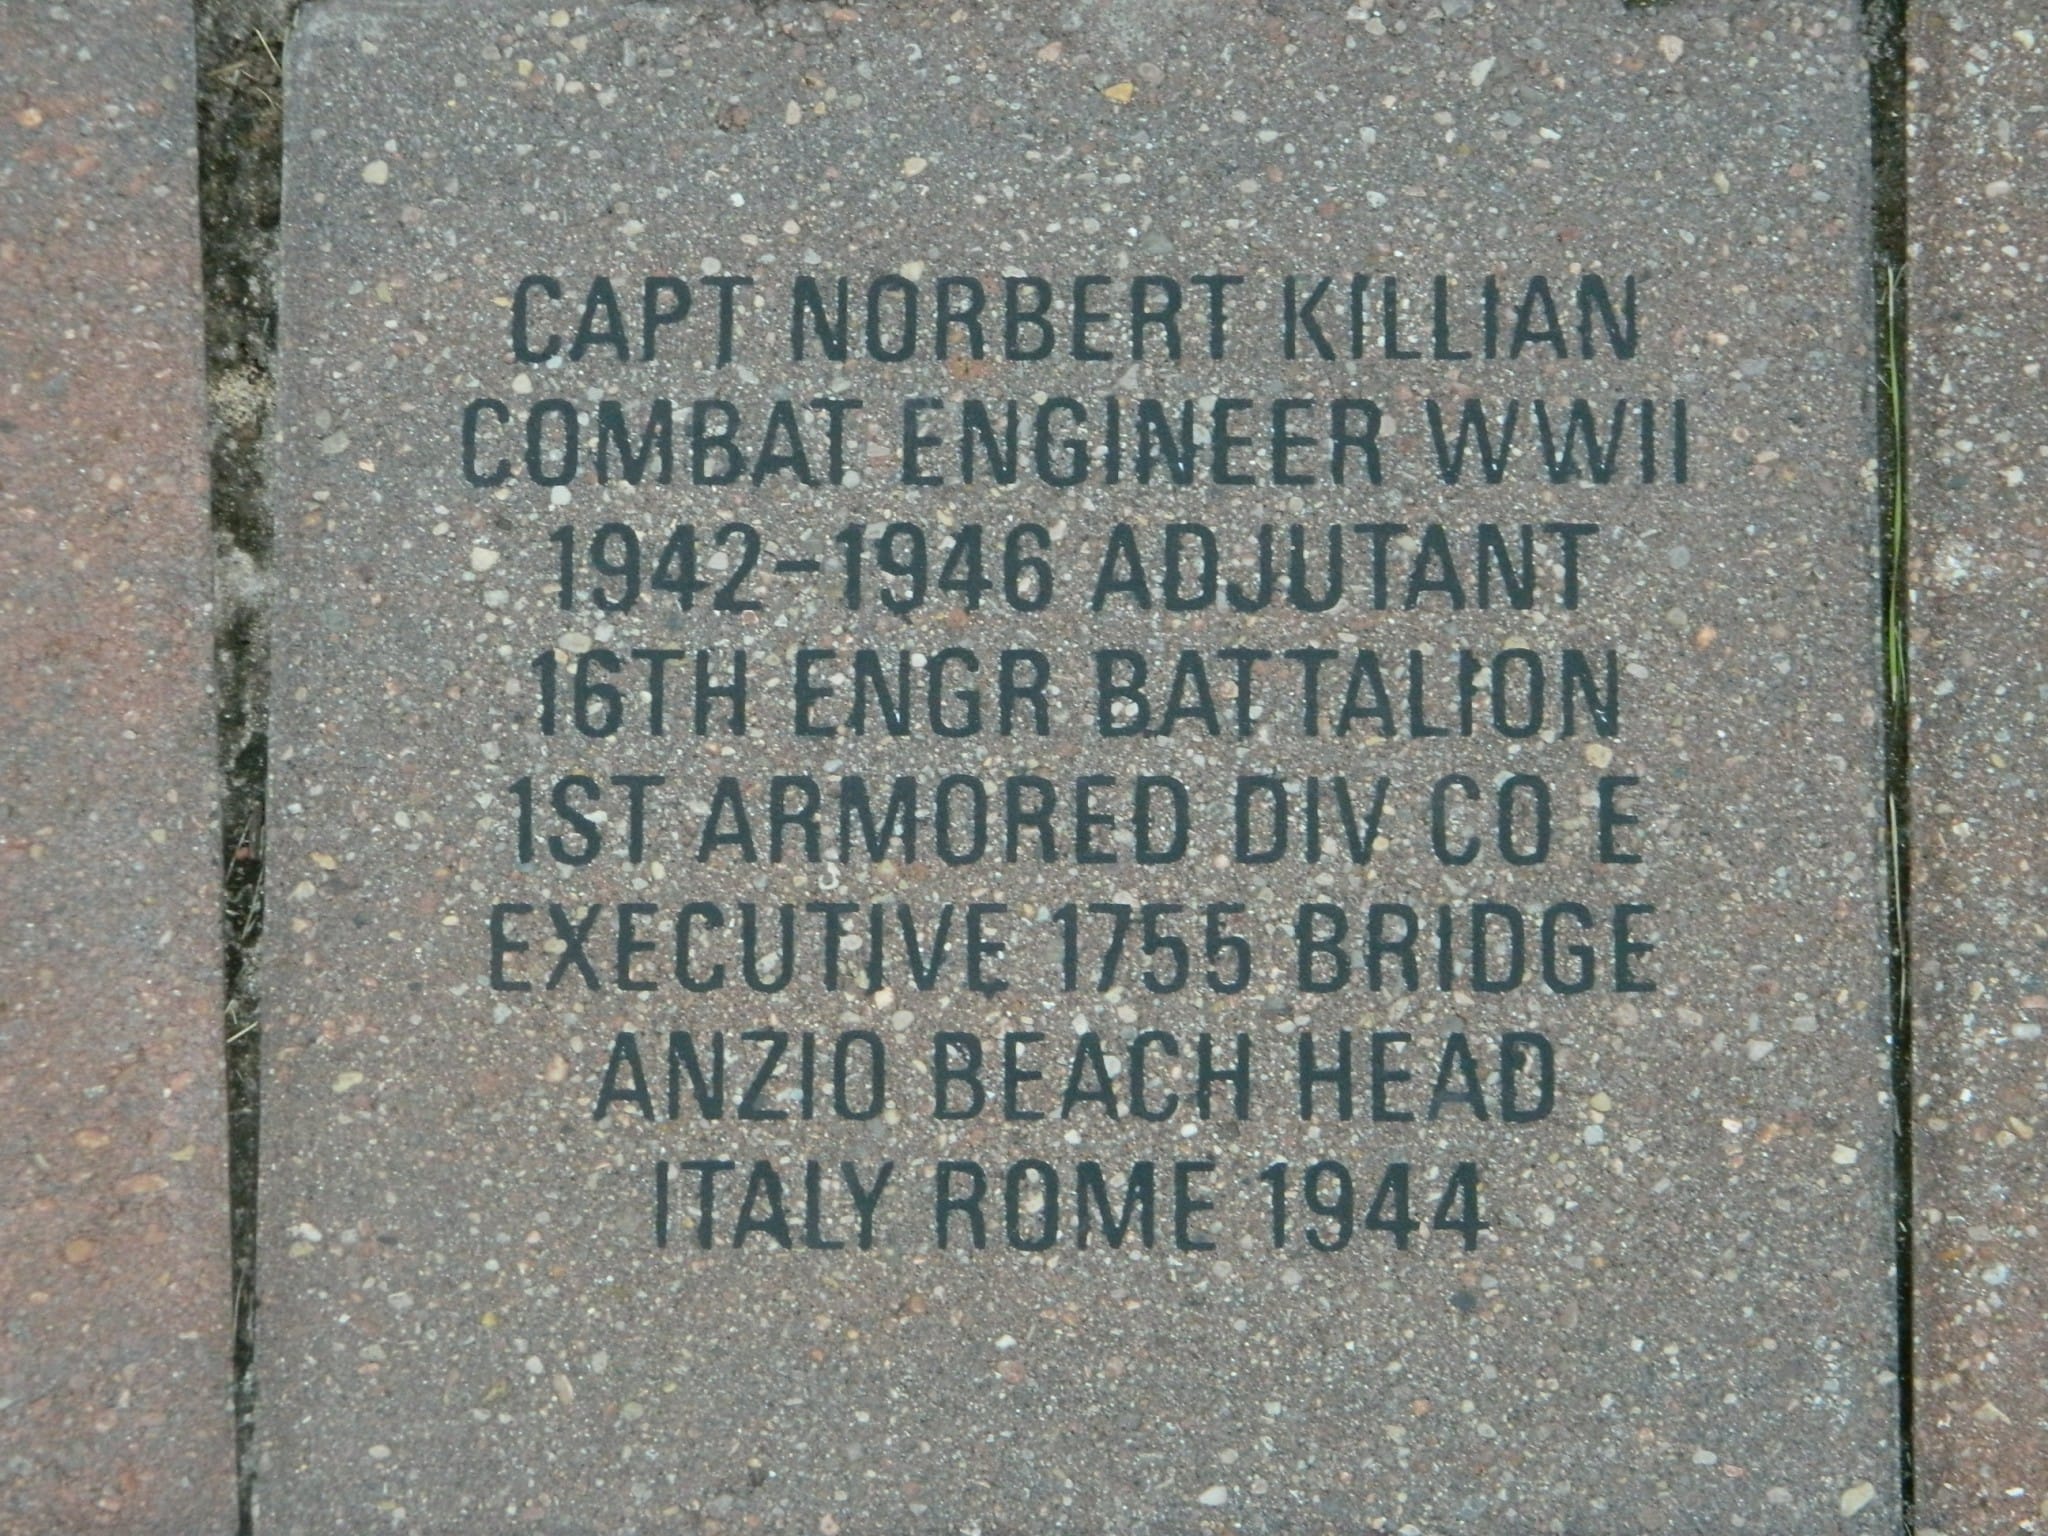 CAPT NORBERT KILLIAN
COMBAT ENGINEER WWII
1942-1946 ADJUTANT
16TH ENGR BATTALION
1ST ARMORED DIV CO E
EXECUTIVE 1755 BRIDGE
ANZIO BEACH HEAD
ITALY ROME 1944